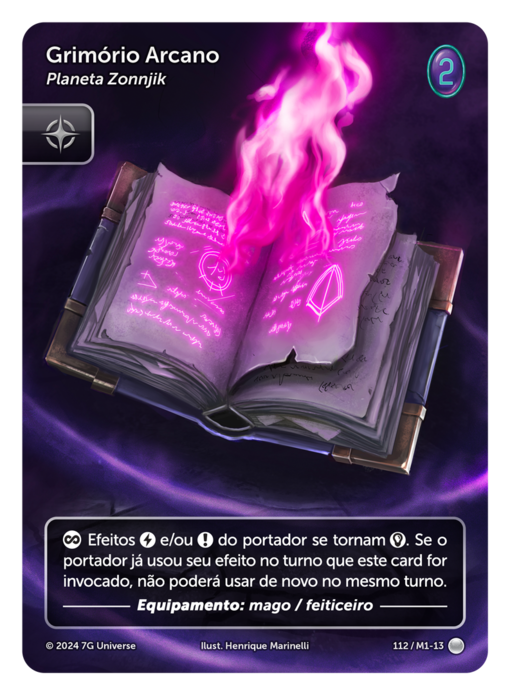 Grimório Arcano
Planeta Zonnjik
2
∞ Efeitos ⚡ e/ou ! do portador se tornam . Se o
portador já usou seu efeito no turno que este card for
invocado, não poderá usar de novo no mesmo turno.
Equipamento: mago / feiticeiro
© 2024 7G Universe
Ilust. Henrique Marinelli
112 / M1-13